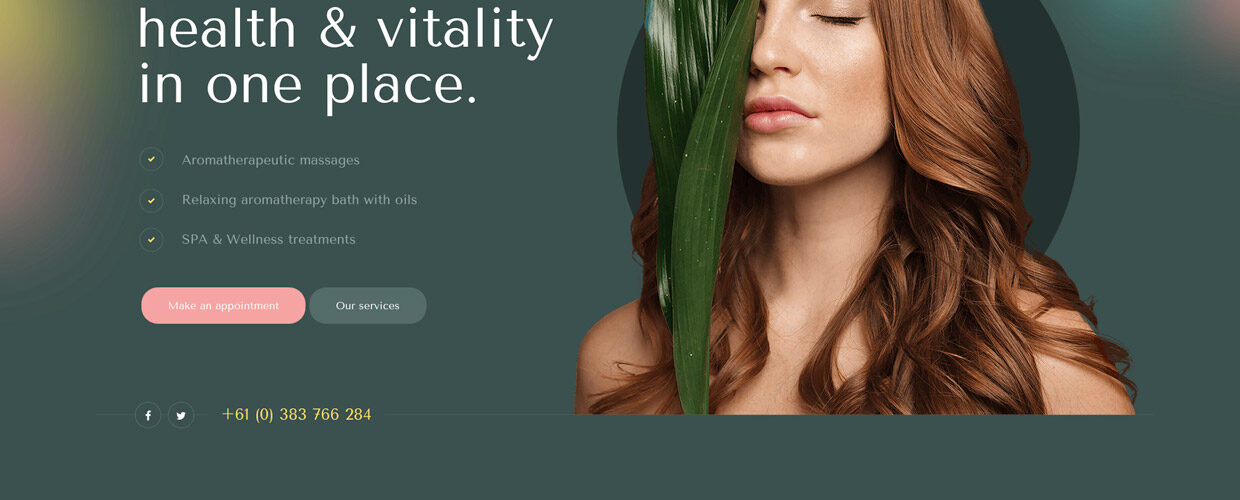 health & vitality
in one place.
Aromatherapeutic massages
Relaxing aromatherapy bath with oils
SPA & Wellness treatments
Make an appointment
Our services
+61 (0) 383 766 284